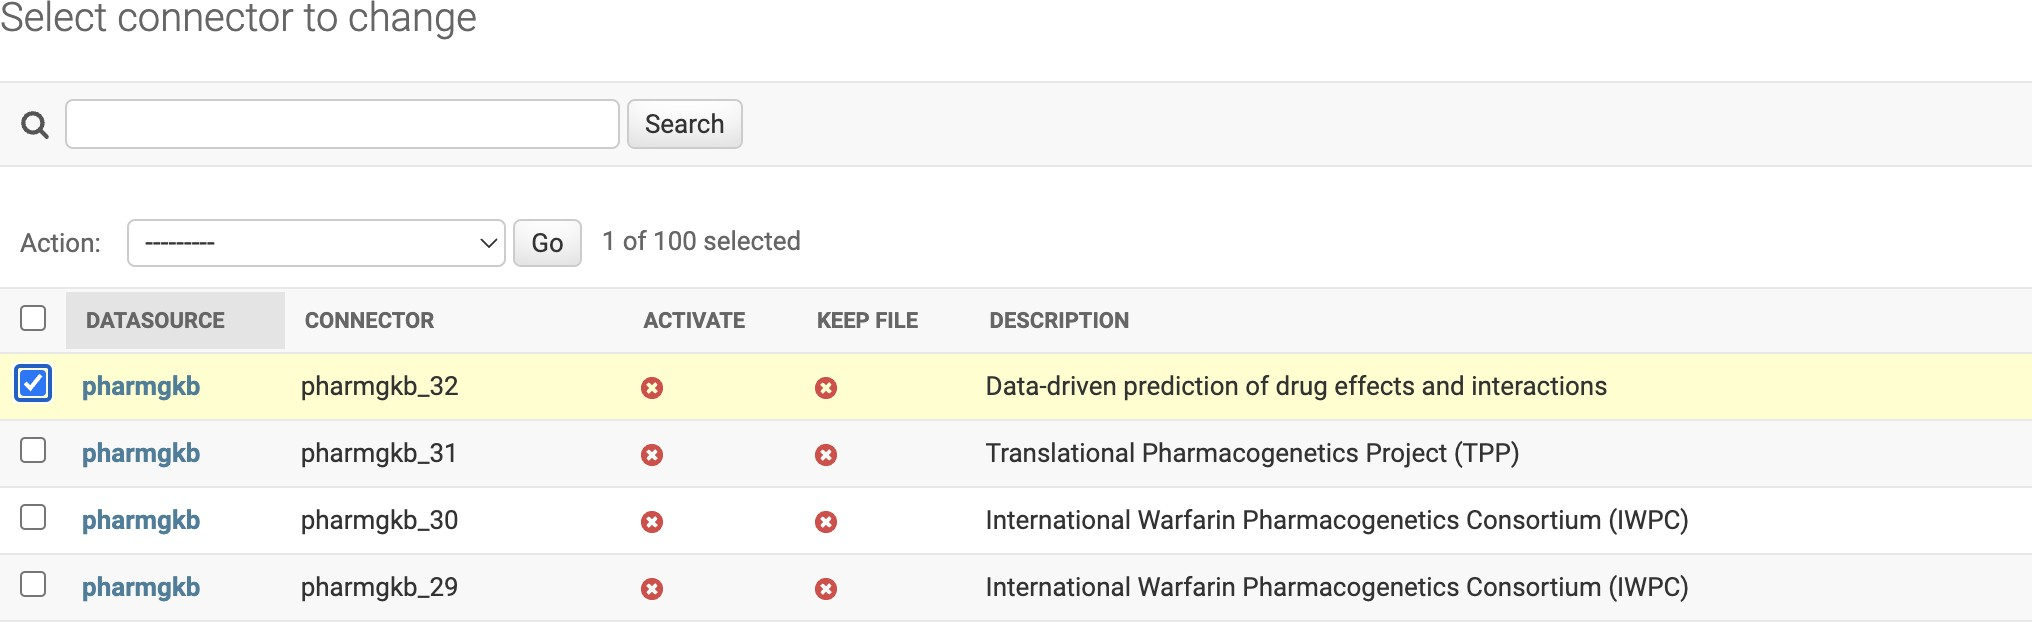 Select connector to change
Search
Action: --------- Go 1 of 100 selected
DATASOURCE CONNECTOR ACTIVATE KEEP FILE DESCRIPTION
pharmgkb pharmgkb_32 Data-driven prediction of drug effects and interactions
pharmgkb pharmgkb_31 Translational Pharmacogenetics Project (TPP)
pharmgkb pharmgkb_30 International Warfarin Pharmacogenetics Consortium (IWPC)
pharmgkb pharmgkb_29 International Warfarin Pharmacogenetics Consortium (IWPC)